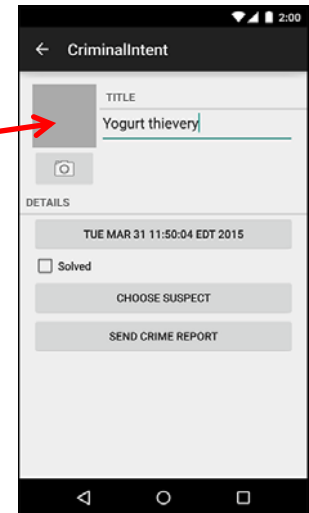 2:00
CriminalIntent
TITLE
Yogurt thievery
DETAILS
TUE MAR 31 11:50:04 EDT 2015
Solved
CHOOSE SUSPECT
SEND CRIME REPORT